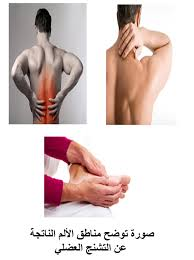 صورة توضح مناطق الألم الناتجة
عن التشنج العضلي